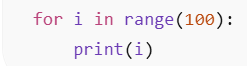 for i in range(100):
    print(i)